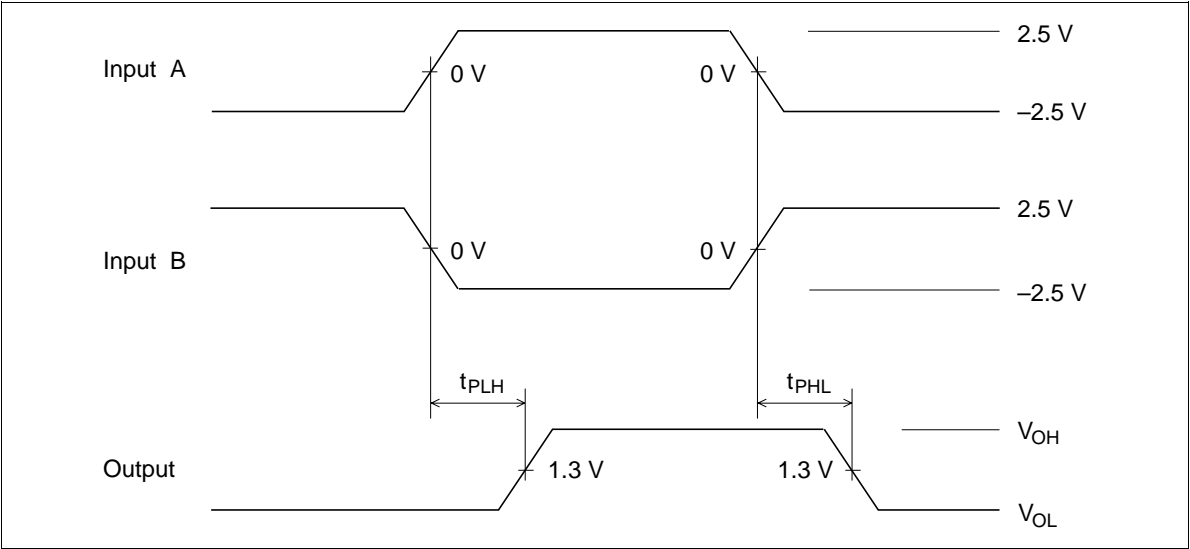 2.5 V
Input A
0 V
0 V
–2.5 V
2.5 V
0 V
0 V
Input B
–2.5 V
tPLH
tPHL
VOH
Output
1.3 V
1.3 V
VOL